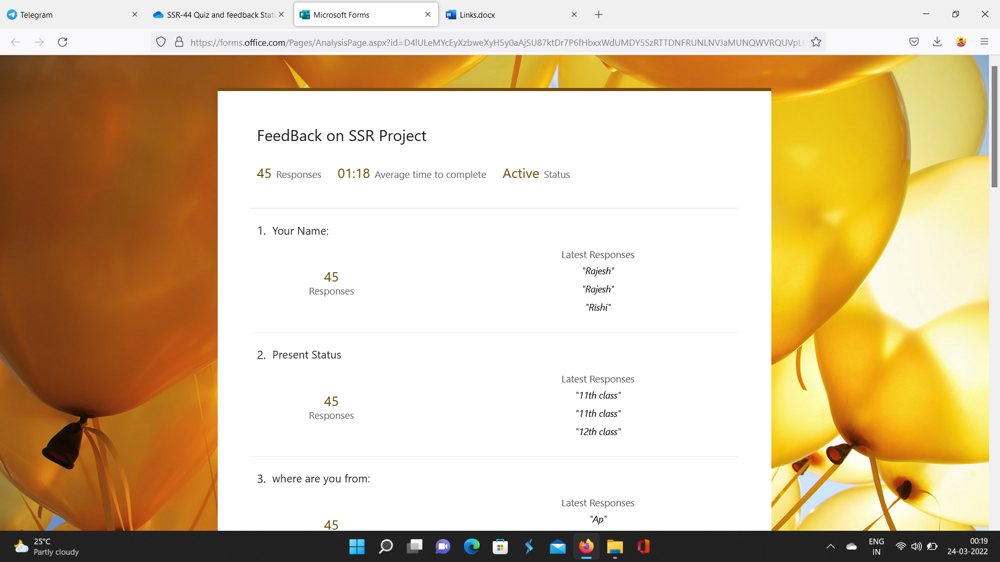 Telegram
SSR-44 Quiz and feedback Stati
Microsoft Forms
Links.docx
https://forms.office.com/Pages/AnalysisPage.aspx?id=D4lULeMYcEyXzbweXyH5y0aAjSU87ktDr7P6fHbxxWdUMDY5SzRTTDNFRUNLNVJaMUNQWVRQUVpLC
FeedBack on SSR Project
45 Responses 01:18 Average time to complete Active Status
1. Your Name:
45
Responses
Latest Responses
"Rajesh"
"Rajesh"
"Rishi"
2. Present Status
45
Responses
Latest Responses
"11th class"
"11th class"
"12th class"
3. where are you from:
45
Latest Responses
"Ap"
25°C
Partly cloudy
ENG
IN
00:19
24-03-2022